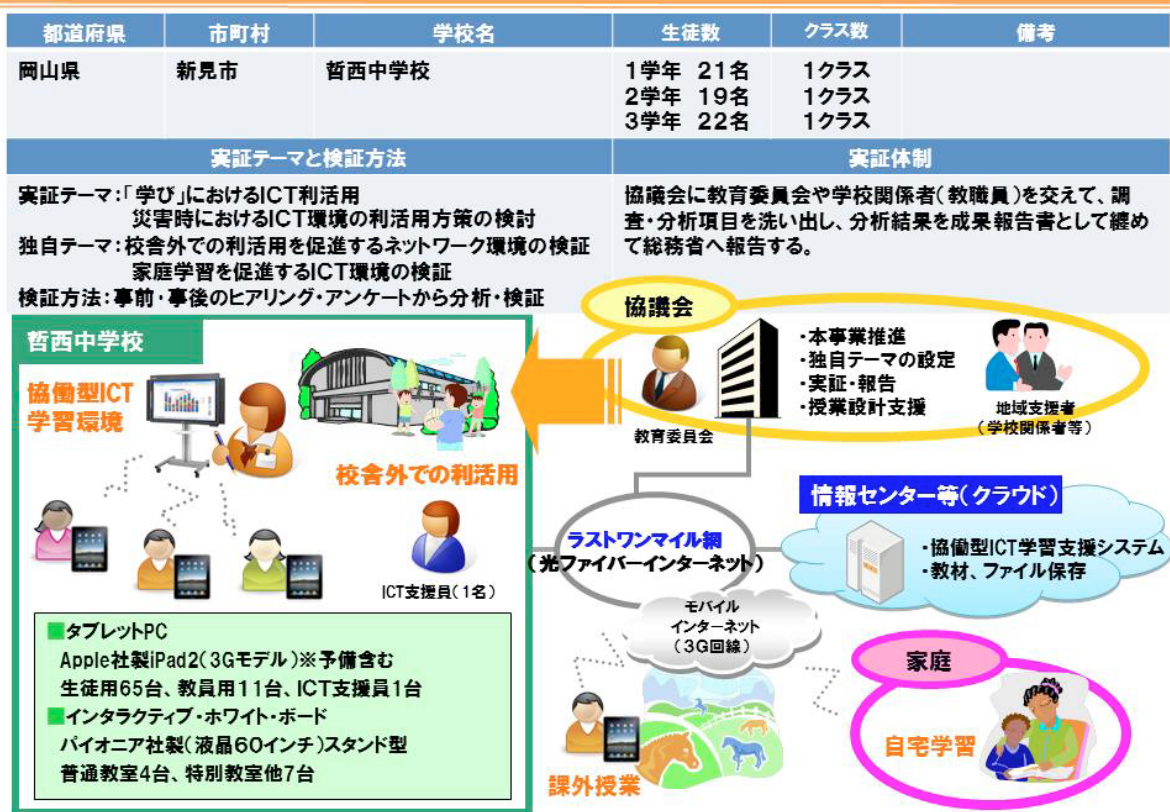 都道府県 市町村 学校名 生徒数 クラス数 備考
岡山県 新見市 哲西中学校 1学年 21名 1クラス
2学年 19名 1クラス
3学年 22名 1クラス
実証テーマと検証方法
実証テーマ:「学び」におけるICT利活用
災害時におけるICT環境の利活用方策の検討
独自テーマ:校舎外での利活用を促進するネットワーク環境の検証
家庭学習を促進するICT環境の検証
検証方法:事前・事後のヒアリング・アンケートから分析・検証
実証体制
協議会に教育委員会や学校関係者(教職員)を交えて、調
査・分析項目を洗い出し、分析結果を成果報告書として纏め
て総務省へ報告する。
協議会
教育委員会
・本事業推進
・独自テーマの設定
・実証・報告
・授業設計支援
地域支援者
(学校関係者等)
哲西中学校
協働型ICT
学習環境
校舎外での利活用
ICT支援員(1名)
■タブレットPC
Apple社製iPad2(3Gモデル)※予備含む
生徒用65台、教員用11台、ICT支援員1台
■インタラクティブ・ホワイト・ボード
パイオニア社製(液晶60インチ)スタンド型
普通教室4台、特別教室他7台
ラストワンマイル網
(光ファイバーインターネット)
情報センター等(クラウド)
・協働型ICT学習支援システム
・教材、ファイル保存
モバイル
インターネット
(3G回線)
課外授業
家庭
自宅学習